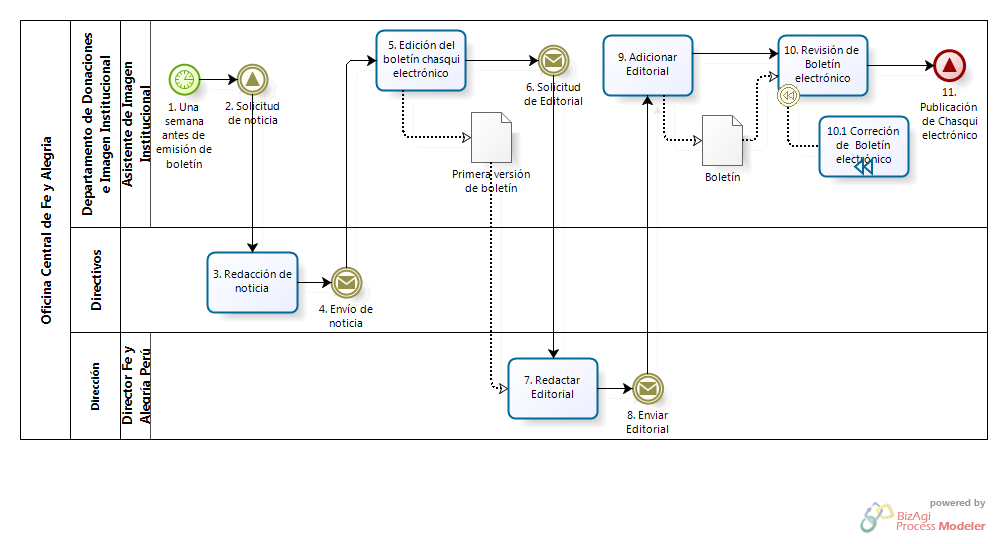 Oficina Central de Fe y Alegría
Departamento de Donaciones
e Imagen Institucional
Asistente de Imagen
Institucional
1. Una
semana
antes de
emisión de
boletín
2. Solicitud
de noticia
5. Edición del
boletín chasqui
electrónico
6. Solicitud
de Editorial
Primera versión
de boletín
9. Adicionar
Editorial
Boletín
10. Revisión de
Boletín
electrónico
10.1 Correción
de Boletín
electrónico
11.
Publicación
de Chasqui
electrónico
Directivos
3. Redacción de
noticia
4. Envío de
noticia
Dirección
Director Fe y
Alegría Perú
7. Redactar
Editorial
8. Enviar
Editorial
powered by
BizAgi
Process Modeler